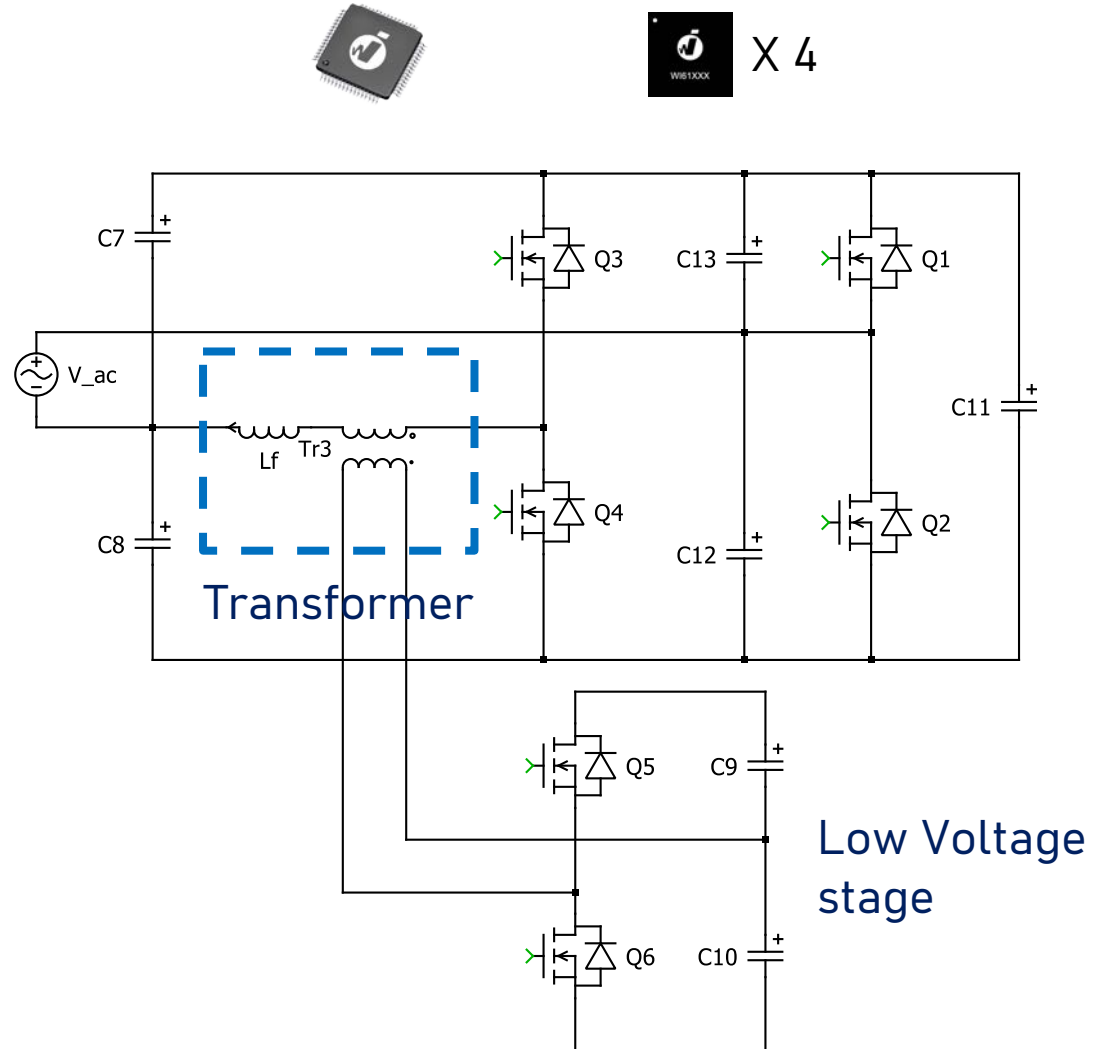 WI61XXX
X 4
C7
Q3
C13
Q1
V_ac
C11
Tr3
Lf
C8
Q4
C12
Q2
Transformer
Q5
C9
Low Voltage
stage
Q6
C10